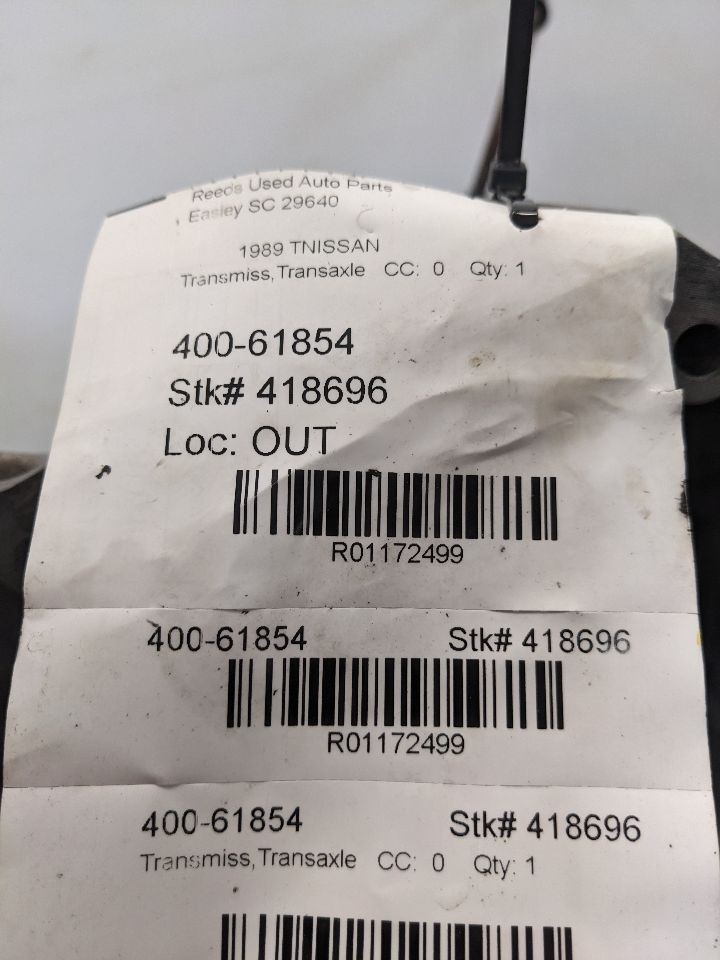 Reeds Used Auto Parts
Easley SC 29640
1989 TNISSAN
Transmiss,Transaxle CC: 0 Qty: 1
400-61854
Stk# 418696
Loc: OUT
R01172499
400-61854 Stk# 418696
R01172499
400-61854 Stk# 418696
Transmiss,Transaxle CC: 0 Qty: 1